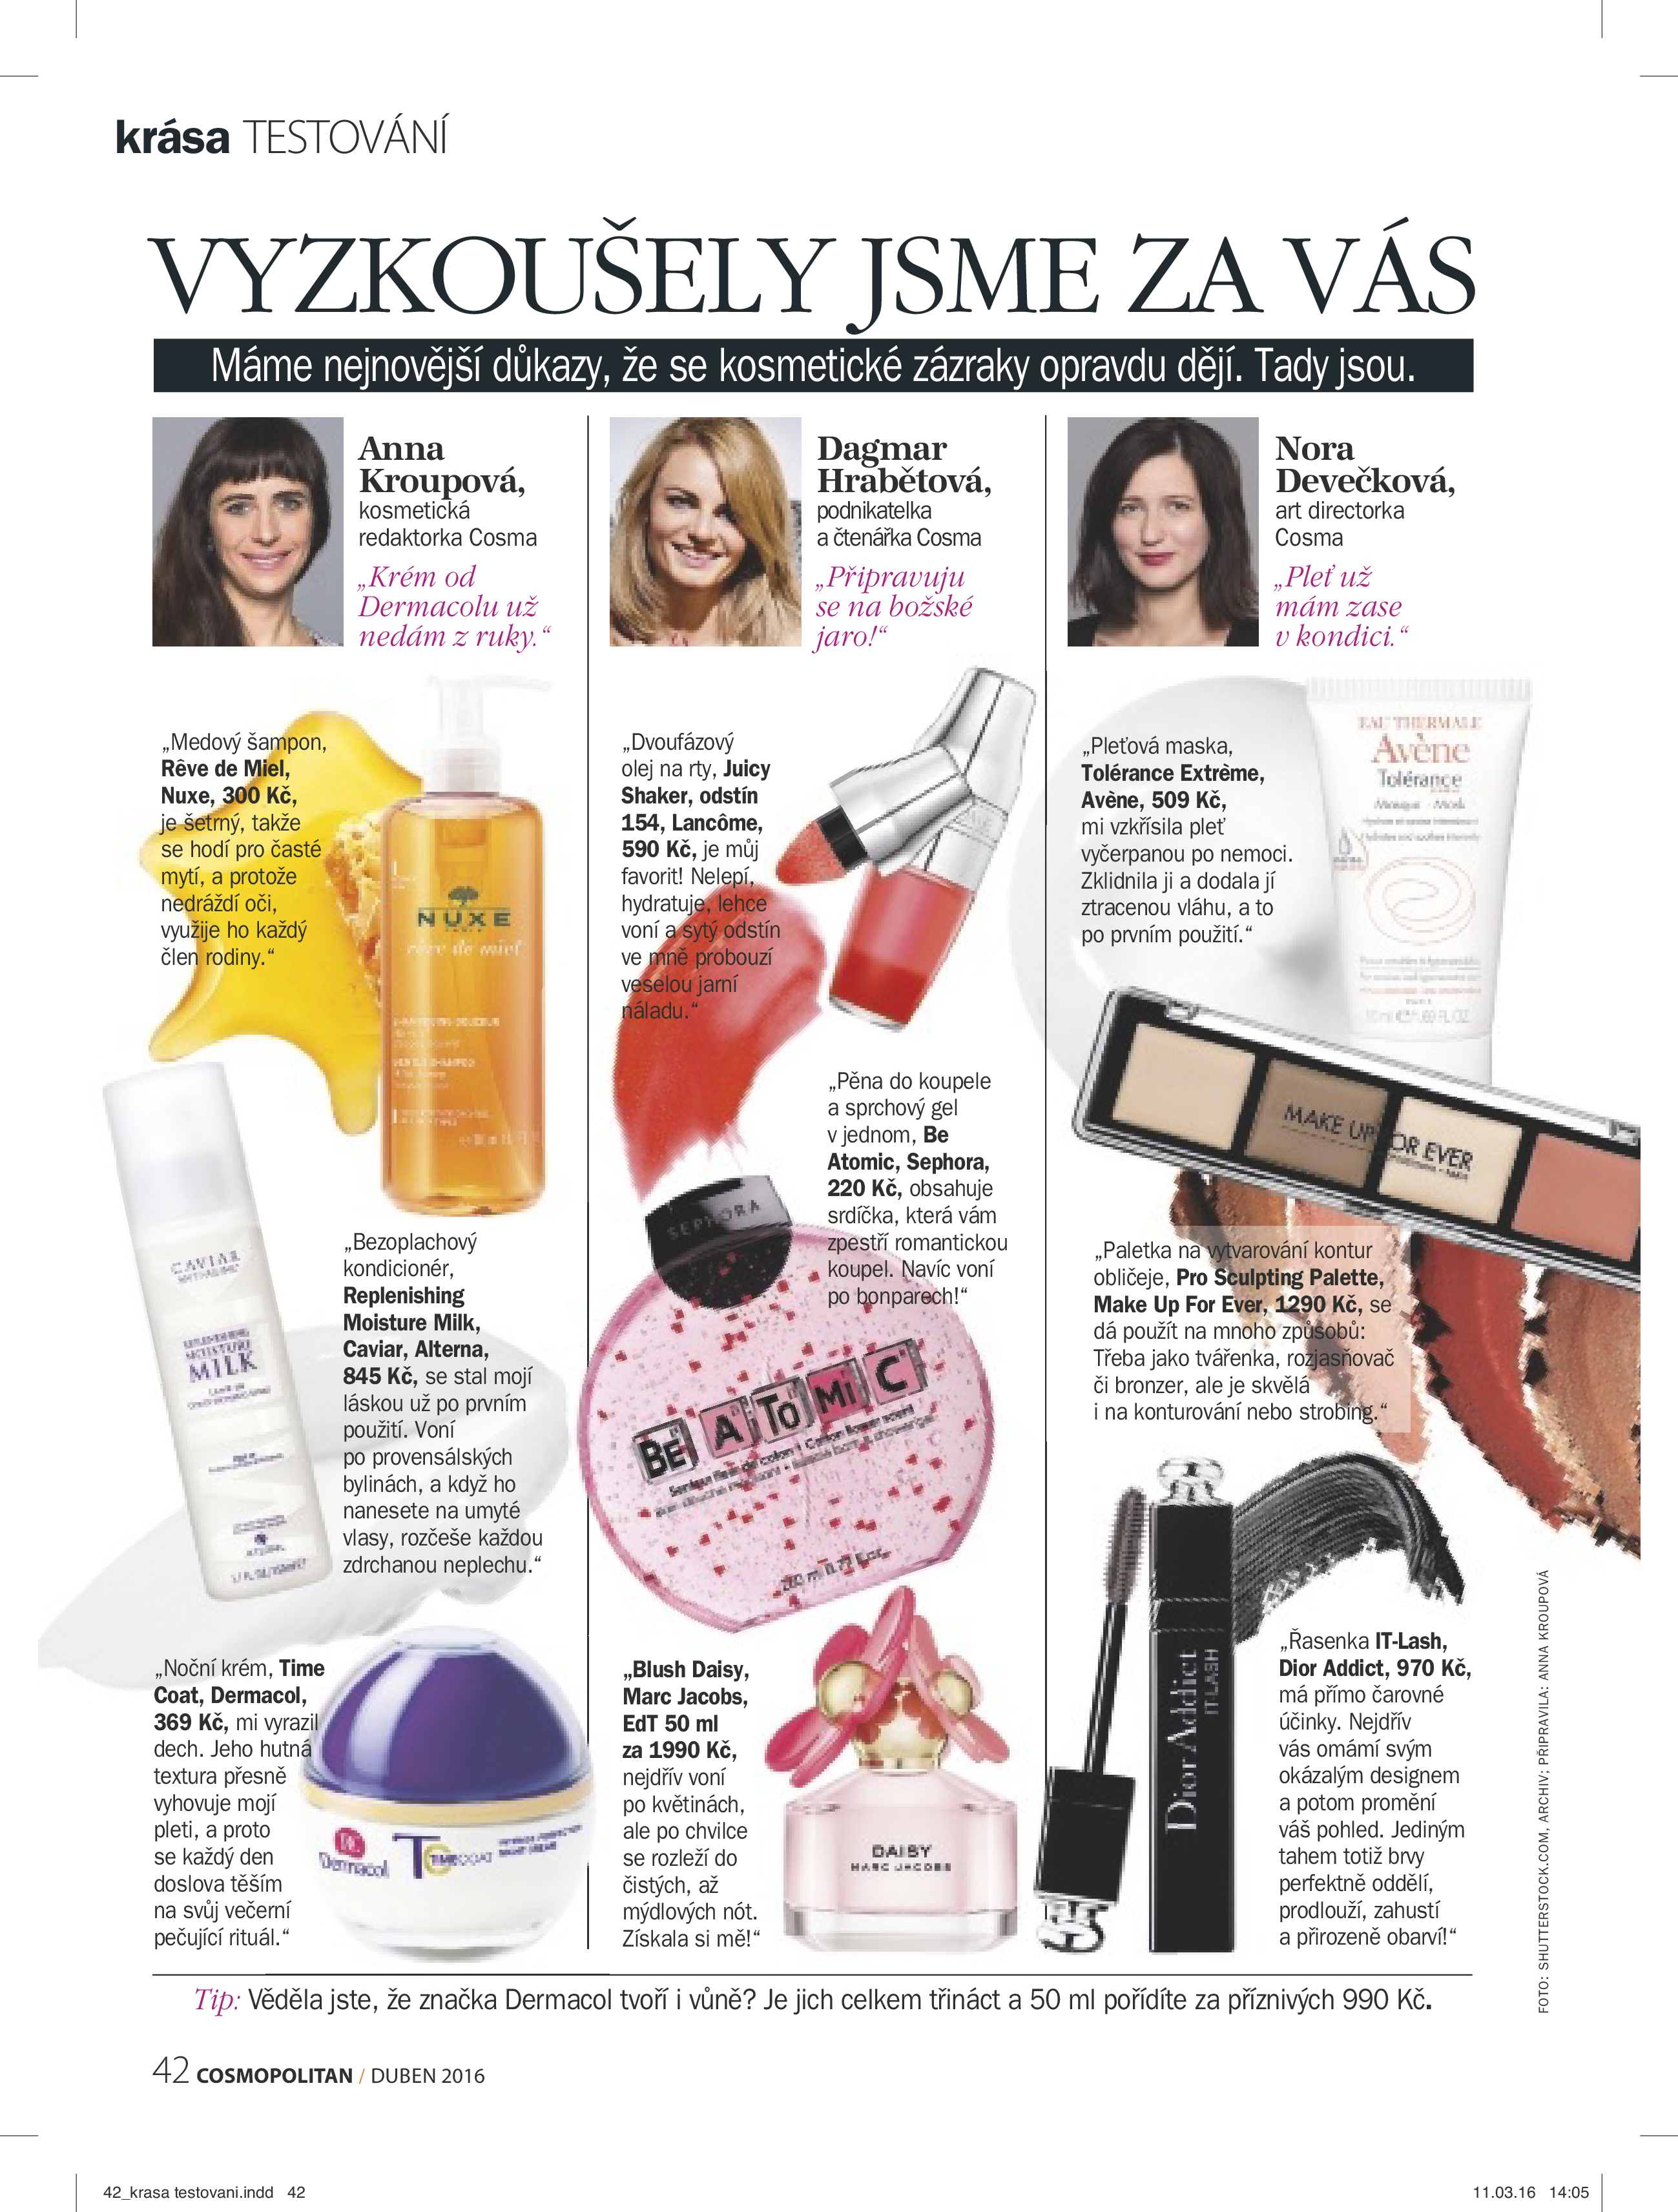 krása TESTOVÁNÍ
VYZKOUŠELY JSME ZA VÁS
Máme nejnovější důkazy, že se kosmetické zázraky opravdu dějí. Tady jsou.
Anna
Kroupová,
kosmetická
redaktorka Cosma
„Krém od
Dermacolu už
nedám z ruky.“
„Medový šampon,
Rêve de Miel,
Nuxe, 300 Kč,
je šetrný, takže
se hodí pro časté
mytí, a protože
nedráždí oči,
využije ho každý
člen rodiny.“
NUXE
rêve de miel
„Bezoplachový
kondicionér,
Replenishing
Moisture Milk,
Caviar, Alterna,
845 Kč, se stal mojí
láskou už po prvním
použití. Voní
po provensálských
bylinách, a když ho
nanesete na umyté
vlasy, rozčeše každou
zdrchanou neplechu.“
CAVIAR
MOISTURE
MILK
„Noční krém, Time
Coat, Dermacol,
369 Kč, mi vyrazil
dech. Jeho hutná
textura přesně
vyhovuje mojí
pleti, a proto
se každý den
doslova těším
na svůj večerní
pečující rituál.“
Dermacol
Dagmar
Hrabětová,
podnikatelka
a čtenářka Cosma
„Připravuju
se na božské
jaro!“
„Dvoufázový
olej na rty, Juicy
Shaker, odstín
154, Lancôme,
590 Kč, je můj
favorit! Nelepí,
hydratuje, lehce
voní a sytý odstín
ve mně probouzí
veselou jarní
náladu.“
„Pěna do koupele
a sprchový gel
v jednom, Be
Atomic, Sephora,
220 Kč, obsahuje
srdíčka, která vám
zpestří romantickou
koupel. Navíc voní
po bonparech!“
SEPHORA
BE ATOMIC
„Blush Daisy,
Marc Jacobs,
EdT 50 ml
za 1990 Kč,
nejdřív voní
po květinách,
ale po chvilce
se rozleží do
čistých, až
mýdlových nót.
Získala si mě!“
DAISY
MARC JACOBS
Nora
Devečková,
art directorka
Cosma
„Pleť už
mám zase
v kondici.“
„Pleťová maska,
Tolérance Extrème,
Avène, 509 Kč,
mi vzkřísila pleť
vyčerpanou po nemoci.
Zklidnila ji a dodala jí
ztracenou vláhu, a to
po prvním použití.“
EAU THERMALE
Avène
Tolérance
MAKE UP FOR EVER
„Paletka na vytvarování kontur
obličeje, Pro Sculpting Palette,
Make Up For Ever, 1290 Kč, se
dá použít na mnoho způsobů:
Třeba jako tvářenka, rozjasňovač
či bronzer, ale je skvělá
i na konturování nebo strobing.“
Dior Addict
IT-LASH
„Řasenka IT-Lash,
Dior Addict, 970 Kč,
má přímo čarovné
účinky. Nejdřív
vás omámí svým
okázalým designem
a potom promění
váš pohled. Jediným
tahem totiž brvy
perfektně oddělí,
prodlouží, zahustí
a přirozeně obarví!“
FOTO: SHUTTERSTOCK.COM, ARCHIV; PŘIPRAVILA: ANNA KROUPOVÁ
Tip: Věděla jste, že značka Dermacol tvoří i vůně? Je jich celkem třináct a 50 ml pořídíte za příznivých 990 Kč.
42 COSMOPOLITAN / DUBEN 2016
42_krasa testovani.indd 42
11.03.16 14:05